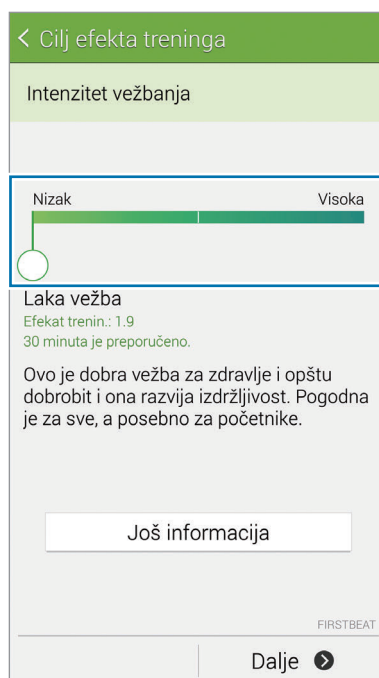 Cilj efekta treninga
Intenzitet vežbanja
Nizak Visoka
Laka vežba
Efekat trenin.: 1.9
30 minuta je preporučeno.
Ovo je dobra vežba za zdravlje i opštu
dobrobit i ona razvija izdržljivost. Pogodna
je za sve, a posebno za početnike.
Još informacija
FIRSTBEAT
Dalje